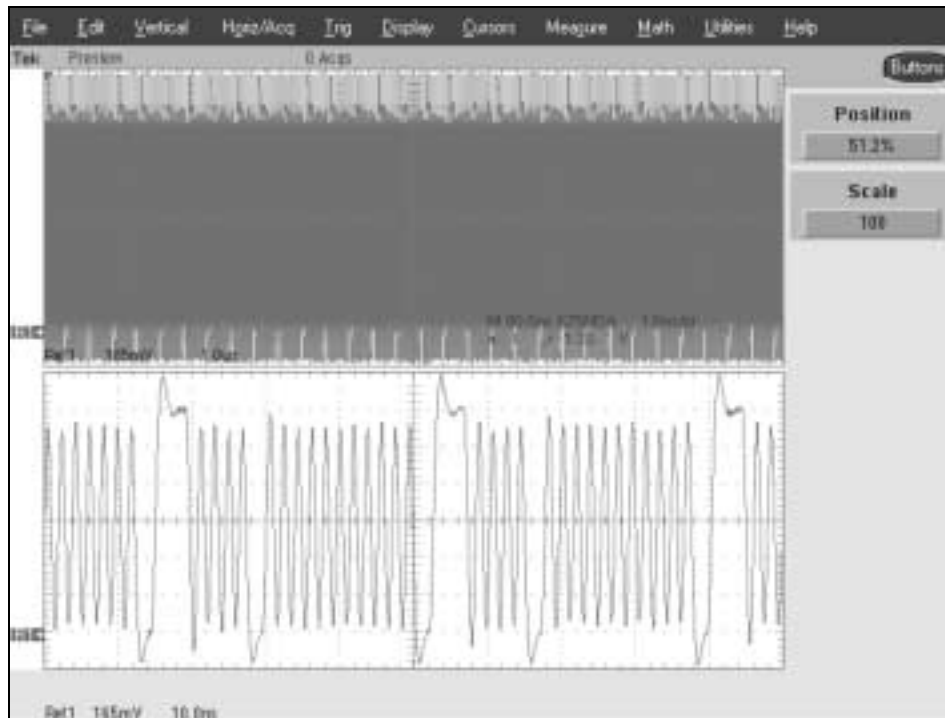 File Edit Vertical Horiz/Acq Trig Display Cursors Measure Math Utilities Help
Tek Preview 0 Acqs
Buttons
Position
51.2%
Scale
100
Ref1 165mV
Ref1 165mV 10.0ns